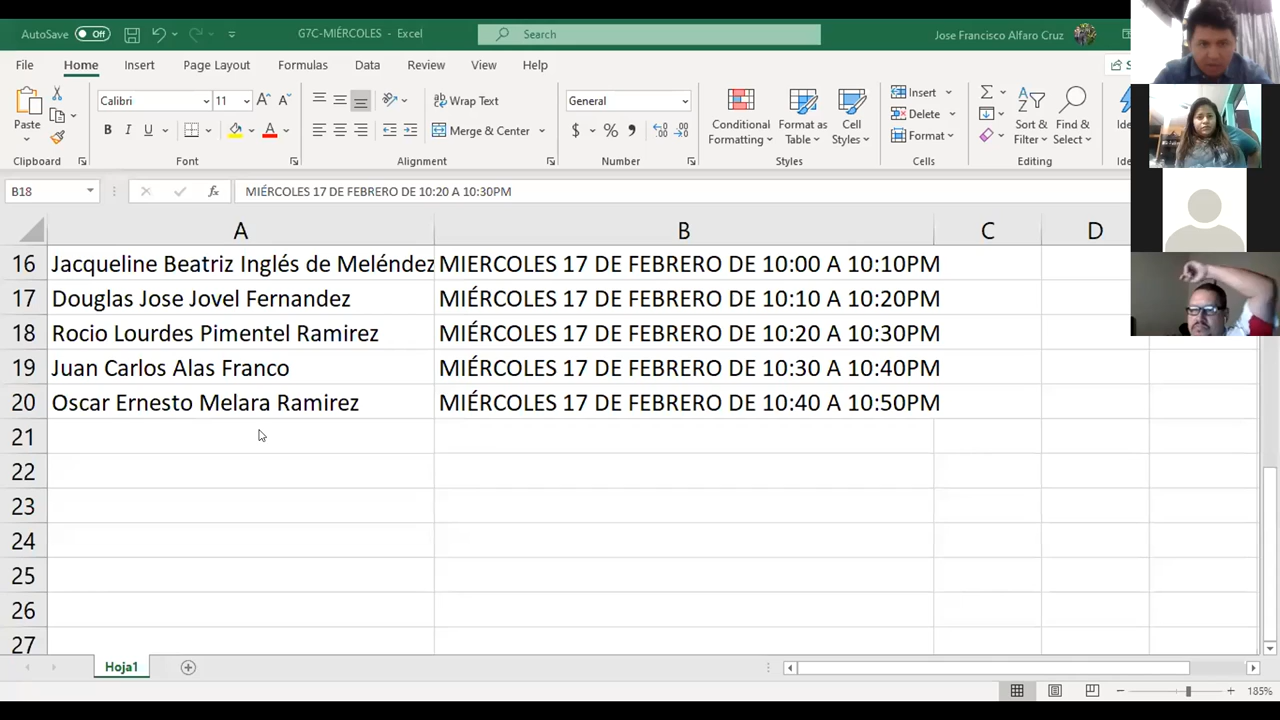 AutoSave Off G7C-MIÉRCOLES - Excel Search Jose Francisco Alfaro Cruz
File Home Insert Page Layout Formulas Data Review View Help
Paste Calibri 11 Wrap Text General Conditional Formatting Format as Table Cell Styles Insert Sort & Filter Find & Select
B I U Merge & Center $ % Delete
Format
Clipboard Font Alignment Number Styles Cells Editing
B18 fx MIÉRCOLES 17 DE FEBRERO DE 10:20 A 10:30PM
A B C D
16 Jacqueline Beatriz Inglés de Meléndez MIERCOLES 17 DE FEBRERO DE 10:00 A 10:10PM
17 Douglas Jose Jovel Fernandez MIÉRCOLES 17 DE FEBRERO DE 10:10 A 10:20PM
18 Rocio Lourdes Pimentel Ramirez MIÉRCOLES 17 DE FEBRERO DE 10:20 A 10:30PM
19 Juan Carlos Alas Franco MIÉRCOLES 17 DE FEBRERO DE 10:30 A 10:40PM
20 Oscar Ernesto Melara Ramirez MIÉRCOLES 17 DE FEBRERO DE 10:40 A 10:50PM
21
22
23
24
25
26
27
Hoja1
185%